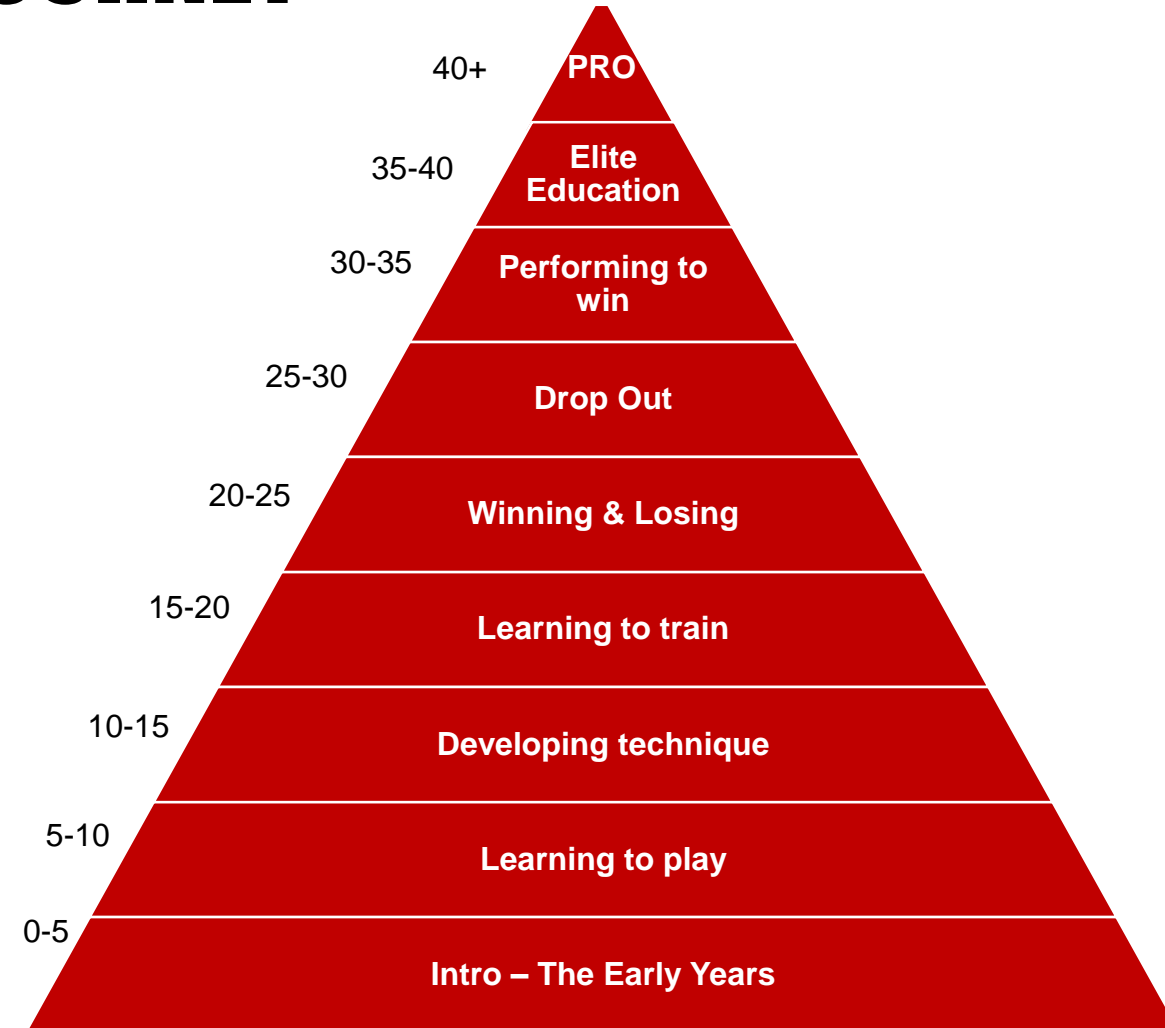 40+
PRO
35-40
Elite
Education
30-35
Performing to
win
25-30
Drop Out
20-25
Winning & Losing
15-20
Learning to train
10-15
Developing technique
5-10
Learning to play
0-5
Intro – The Early Years